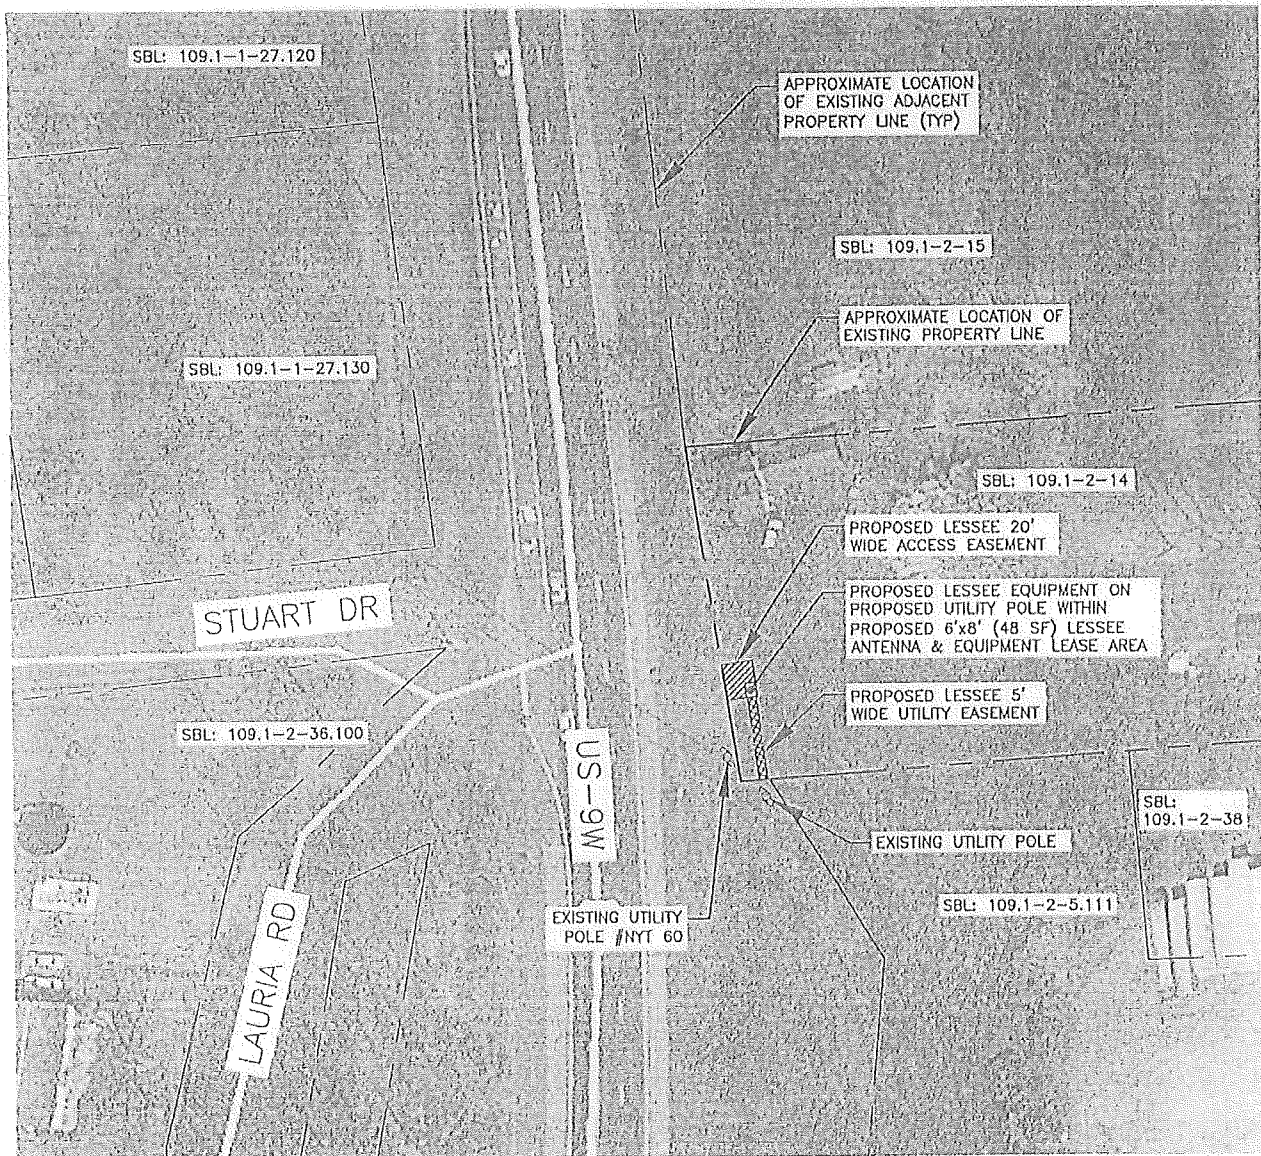 SBL: 109.1-1-27.120
APPROXIMATE LOCATION
OF EXISTING ADJACENT
PROPERTY LINE (TYP)
SBL: 109.1-2-15
APPROXIMATE LOCATION OF
EXISTING PROPERTY LINE
SBL: 109.1-1-27.130
SBL: 109.1-2-14
PROPOSED LESSEE 20'
WIDE ACCESS EASEMENT
PROPOSED LESSEE EQUIPMENT ON
PROPOSED UTILITY POLE WITHIN
PROPOSED 6'x8' (48 SF) LESSEE
ANTENNA & EQUIPMENT LEASE AREA
STUART DR
PROPOSED LESSEE 5'
WIDE UTILITY EASEMENT
SBL: 109.1-2-36.100
US-9W
SBL:
109.1-2-38
EXISTING UTILITY POLE
SBL: 109.1-2-5.111
EXISTING UTILITY
POLE #NYT 60
LAURIA RD